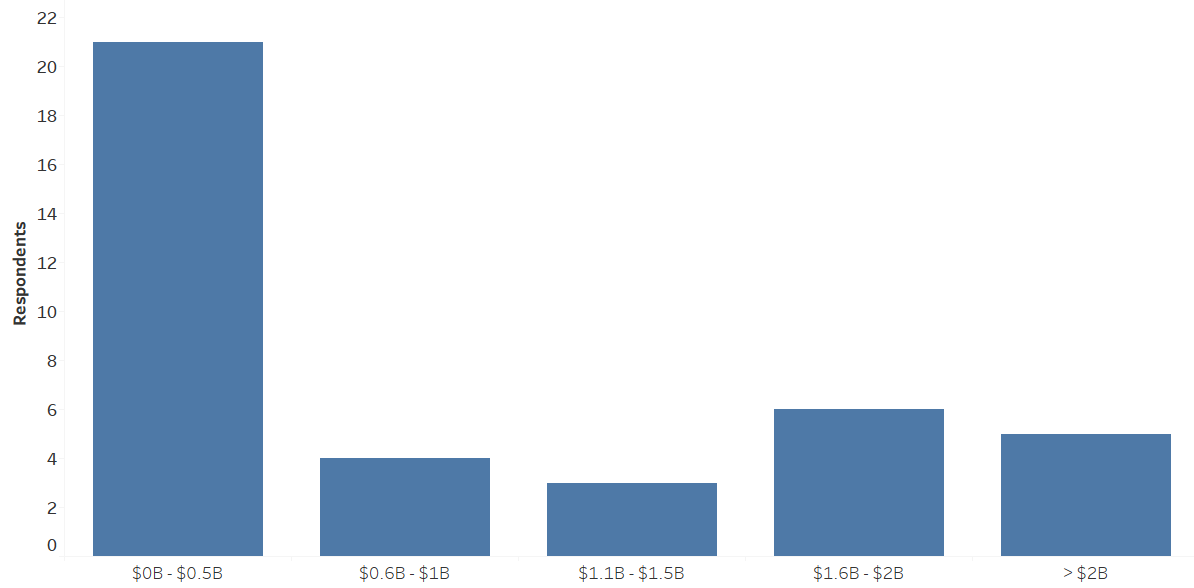 22
20
18
16
14
12
10
8
6
4
2
0
Respondents
$0B - $0.5B
$0.6B - $1B
$1.1B - $1.5B
$1.6B - $2B
> $2B